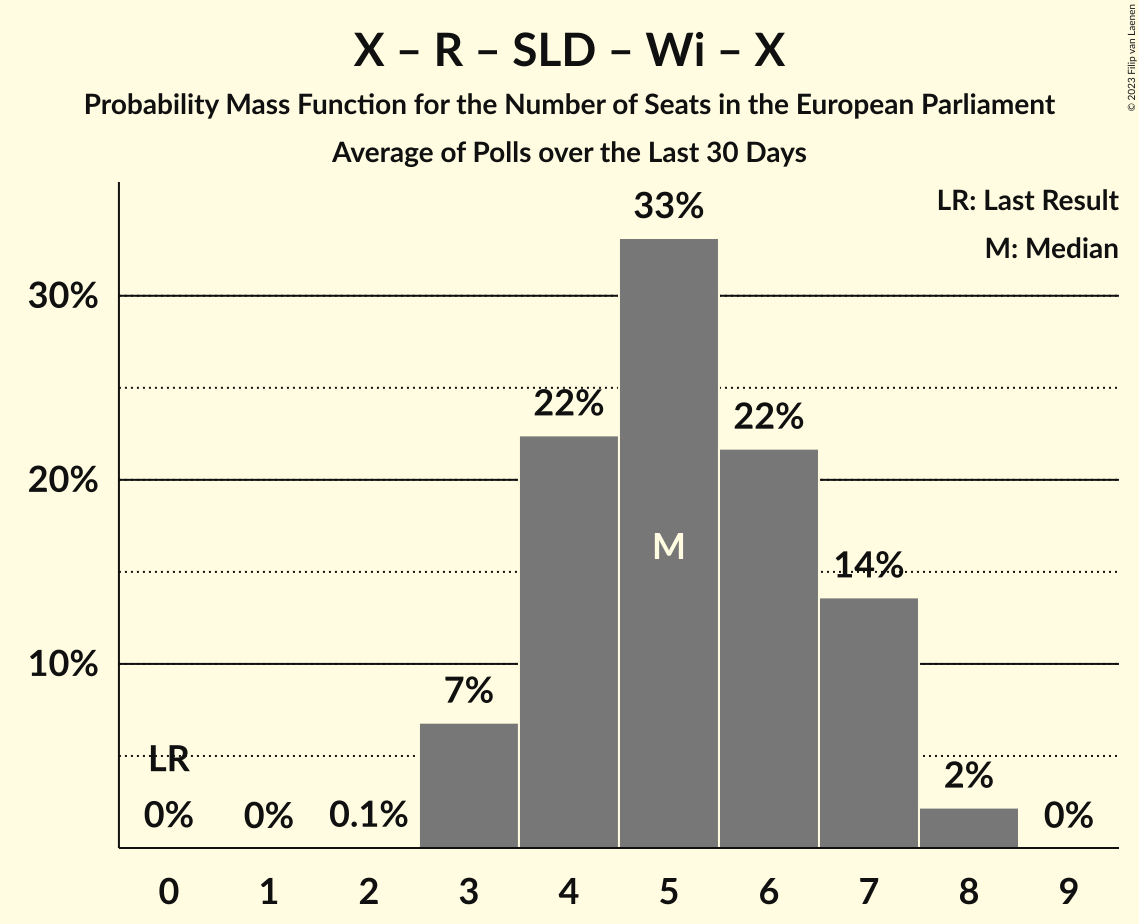 X – R – SLD – Wi – X
Probability Mass Function for the Number of Seats in the European Parliament
Average of Polls over the Last 30 Days
© 2023 Filip van Laenen
LR: Last Result
M: Median
33%
30%
22%
22%
20%
M
14%
10%
7%
LR
2%
0%
0%
0.1%
0%
0
1
2
3
4
5
6
7
8
9